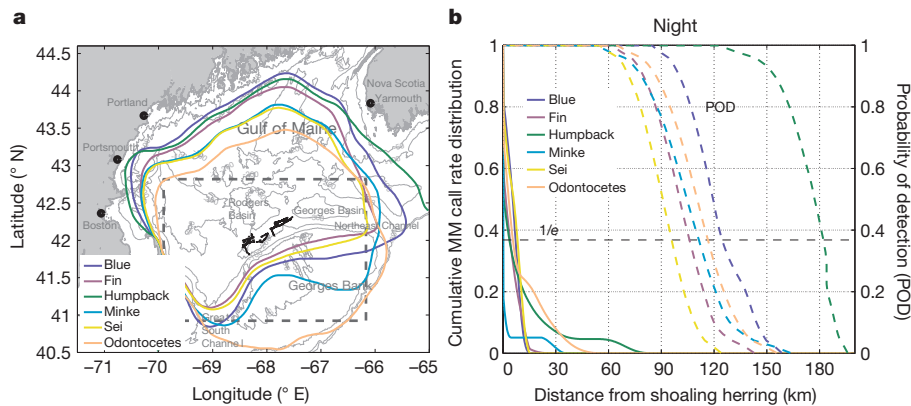 a
44.5
44
43.5
43
42.5
42
41.5
41
40.5
Latitude (° N)
−71
−70
−69
−68
−67
−66
−65
Longitude (° E)
Nova Scotia
Yarmouth
Portland
Portsmouth
Boston
Gulf of Maine
Rodgers
Basin
Georges Basin
Northeast Channel
Georges Bank
Great
South
Channel
Blue
Fin
Humpback
Minke
Sei
Odontocetes
b
Night
1
0.8
0.6
0.4
0.2
0
Cumulative MM call rate distribution
Blue
Fin
Humpback
Minke
Sei
Odontocetes
POD
1/e
0
30
60
90
120
150
180
Distance from shoaling herring (km)
1
0.8
0.6
0.4
0.2
0
Probability of detection (POD)